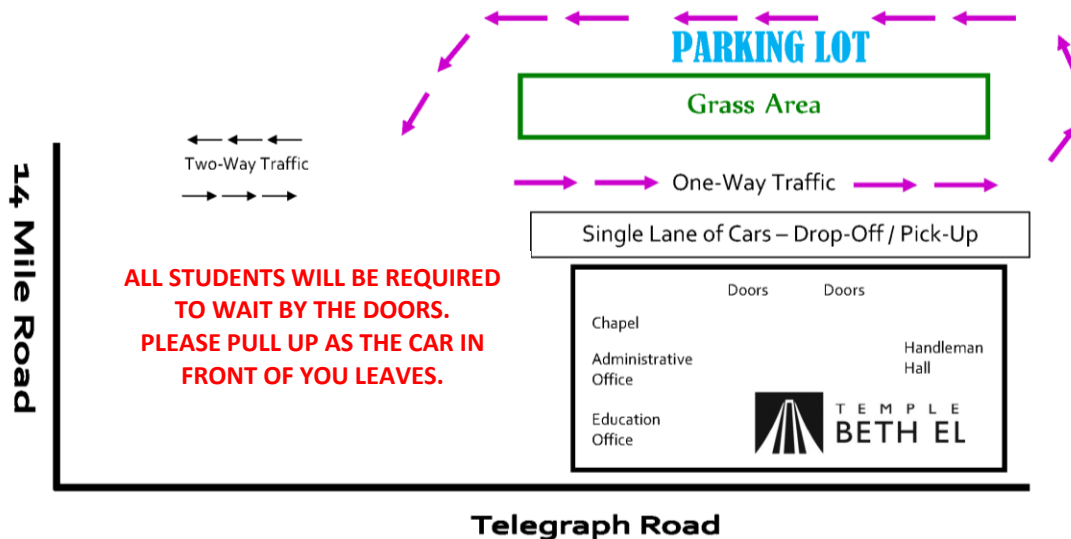 PARKING LOT
Grass Area
Two-Way Traffic
One-Way Traffic
Single Lane of Cars – Drop-Off / Pick-Up
14 Mile Road
ALL STUDENTS WILL BE REQUIRED
TO WAIT BY THE DOORS.
PLEASE PULL UP AS THE CAR IN
FRONT OF YOU LEAVES.
Doors Doors
Chapel
Administrative
Office
Handleman
Hall
Education
Office
TEMPLE
BETH EL
Telegraph Road